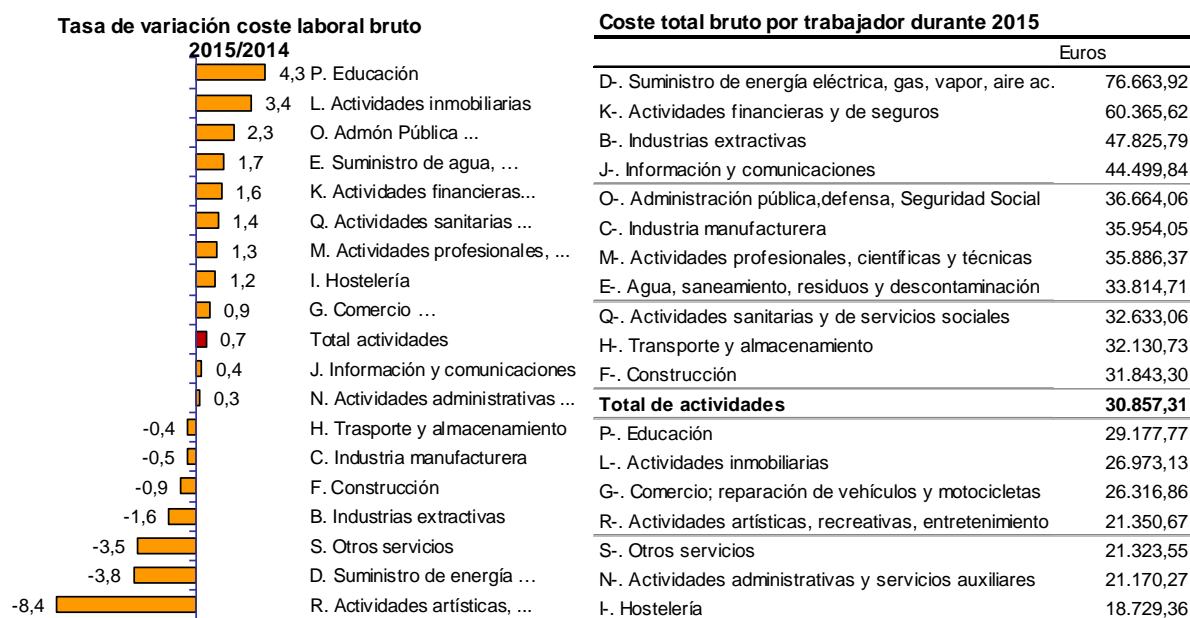 Tasa de variación coste laboral bruto
2015/2014
4,3 P. Educación
3,4 L. Actividades inmobiliarias
2,3 O. Admón Pública ...
1,7 E. Suministro de agua, ...
1,6 K. Actividades financieras...
1,4 Q. Actividades sanitarias ...
1,3 M. Actividades profesionales, ...
1,2 I. Hostelería
0,9 G. Comercio ...
0,7 Total actividades
0,4 J. Información y comunicaciones
0,3 N. Actividades administrativas ...
-0,4 H. Trasporte y almacenamiento
-0,5 C. Industria manufacturera
-0,9 F. Construcción
-1,6 B. Industrias extractivas
-3,5 S. Otros servicios
-3,8 D. Suministro de energía ...
-8,4 R. Actividades artísticas, ...
Coste total bruto por trabajador durante 2015
Euros
D-. Suministro de energía eléctrica, gas, vapor, aire ac. 76.663,92
K-. Actividades financieras y de seguros 60.365,62
B-. Industrias extractivas 47.825,79
J-. Información y comunicaciones 44.499,84
O-. Administración pública,defensa, Seguridad Social 36.664,06
C-. Industria manufacturera 35.954,05
M-. Actividades profesionales, científicas y técnicas 35.886,37
E-. Agua, saneamiento, residuos y descontaminación 33.814,71
Q-. Actividades sanitarias y de servicios sociales 32.633,06
H-. Transporte y almacenamiento 32.130,73
F-. Construcción 31.843,30
Total de actividades 30.857,31
P-. Educación 29.177,77
L-. Actividades inmobiliarias 26.973,13
G-. Comercio; reparación de vehículos y motocicletas 26.316,86
R-. Actividades artísticas, recreativas, entretenimiento 21.350,67
S-. Otros servicios 21.323,55
N-. Actividades administrativas y servicios auxiliares 21.170,27
I-. Hostelería 18.729,36